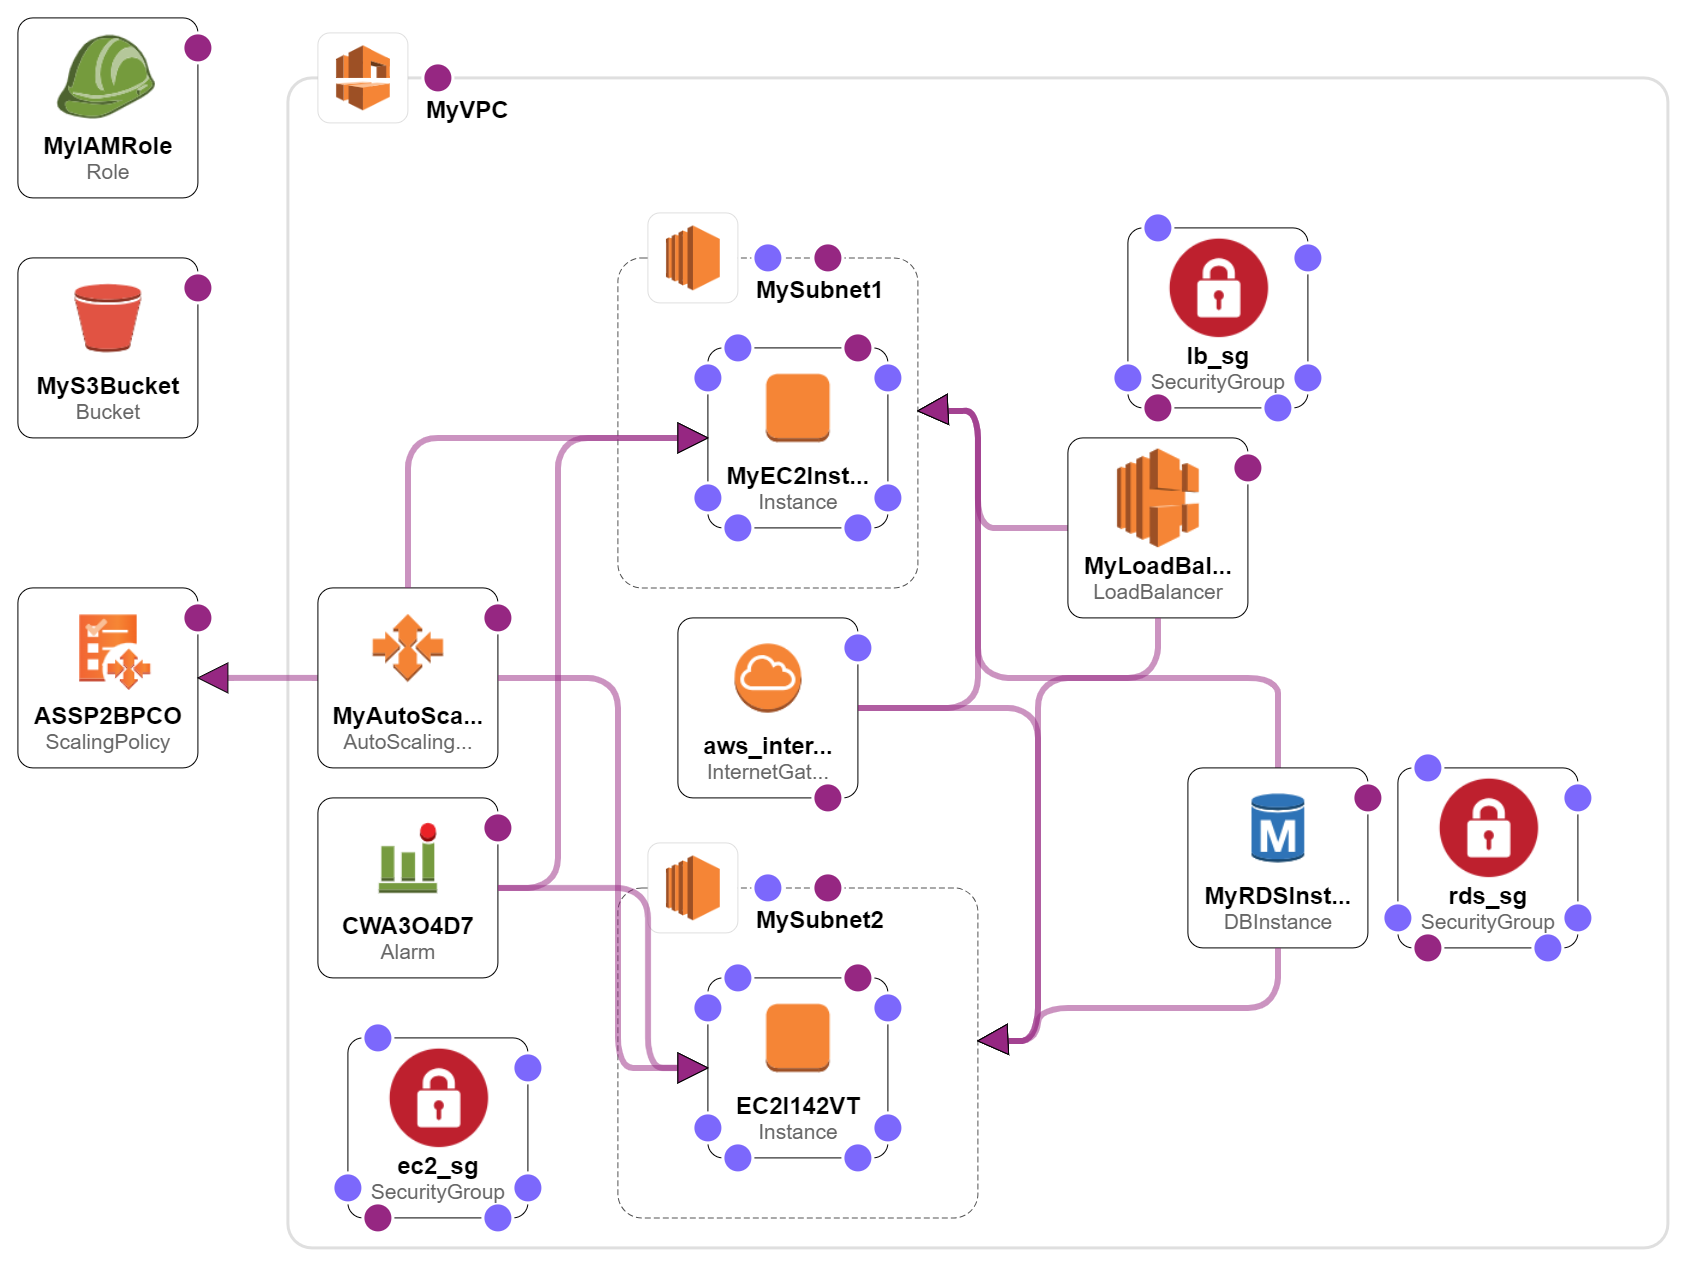 MyIAMRole
Role
MyVPC
MyS3Bucket
Bucket
MySubnet1
MyEC2Inst...
Instance
lb_sg
SecurityGroup
MyLoadBal...
LoadBalancer
ASSP2BPCO
ScalingPolicy
MyAutoSca...
AutoScaling...
aws_inter...
InternetGat...
CWA3O4D7
Alarm
MySubnet2
EC2I142VT
Instance
M
MyRDSInst...
DBInstance
rds_sg
SecurityGroup
ec2_sg
SecurityGroup